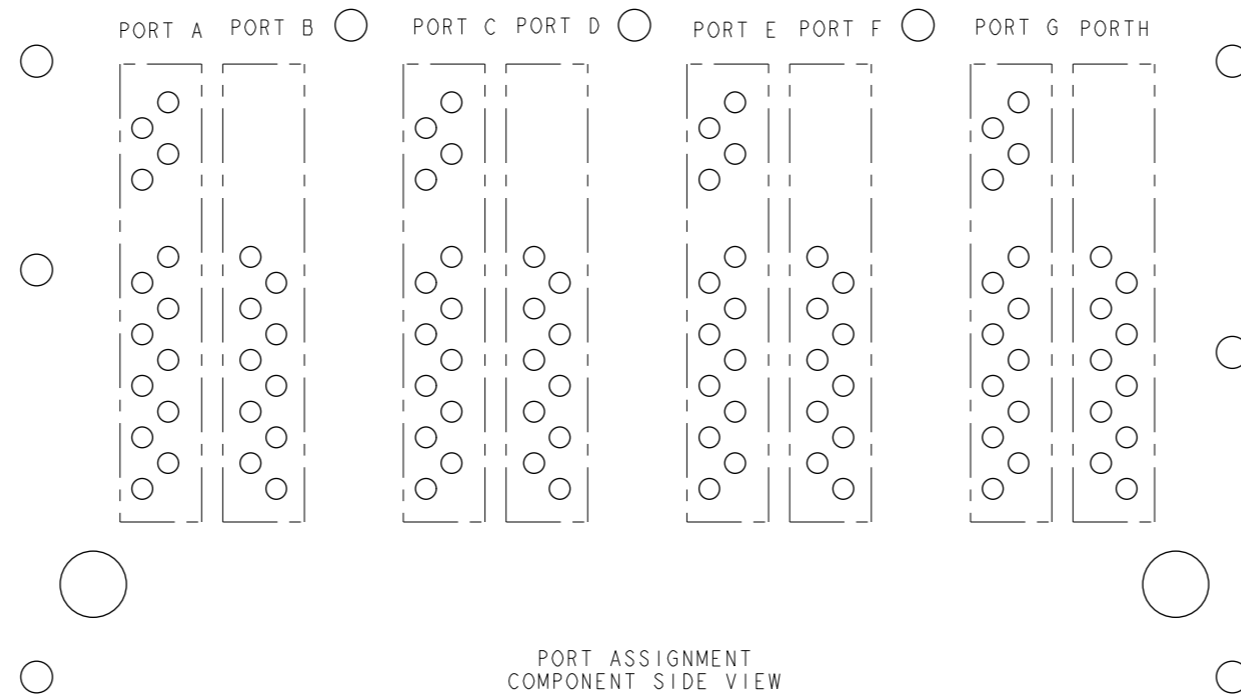 PORT A PORT B PORT C PORT D PORT E PORT F PORT G PORTH
PORT ASSIGNMENT
COMPONENT SIDE VIEW